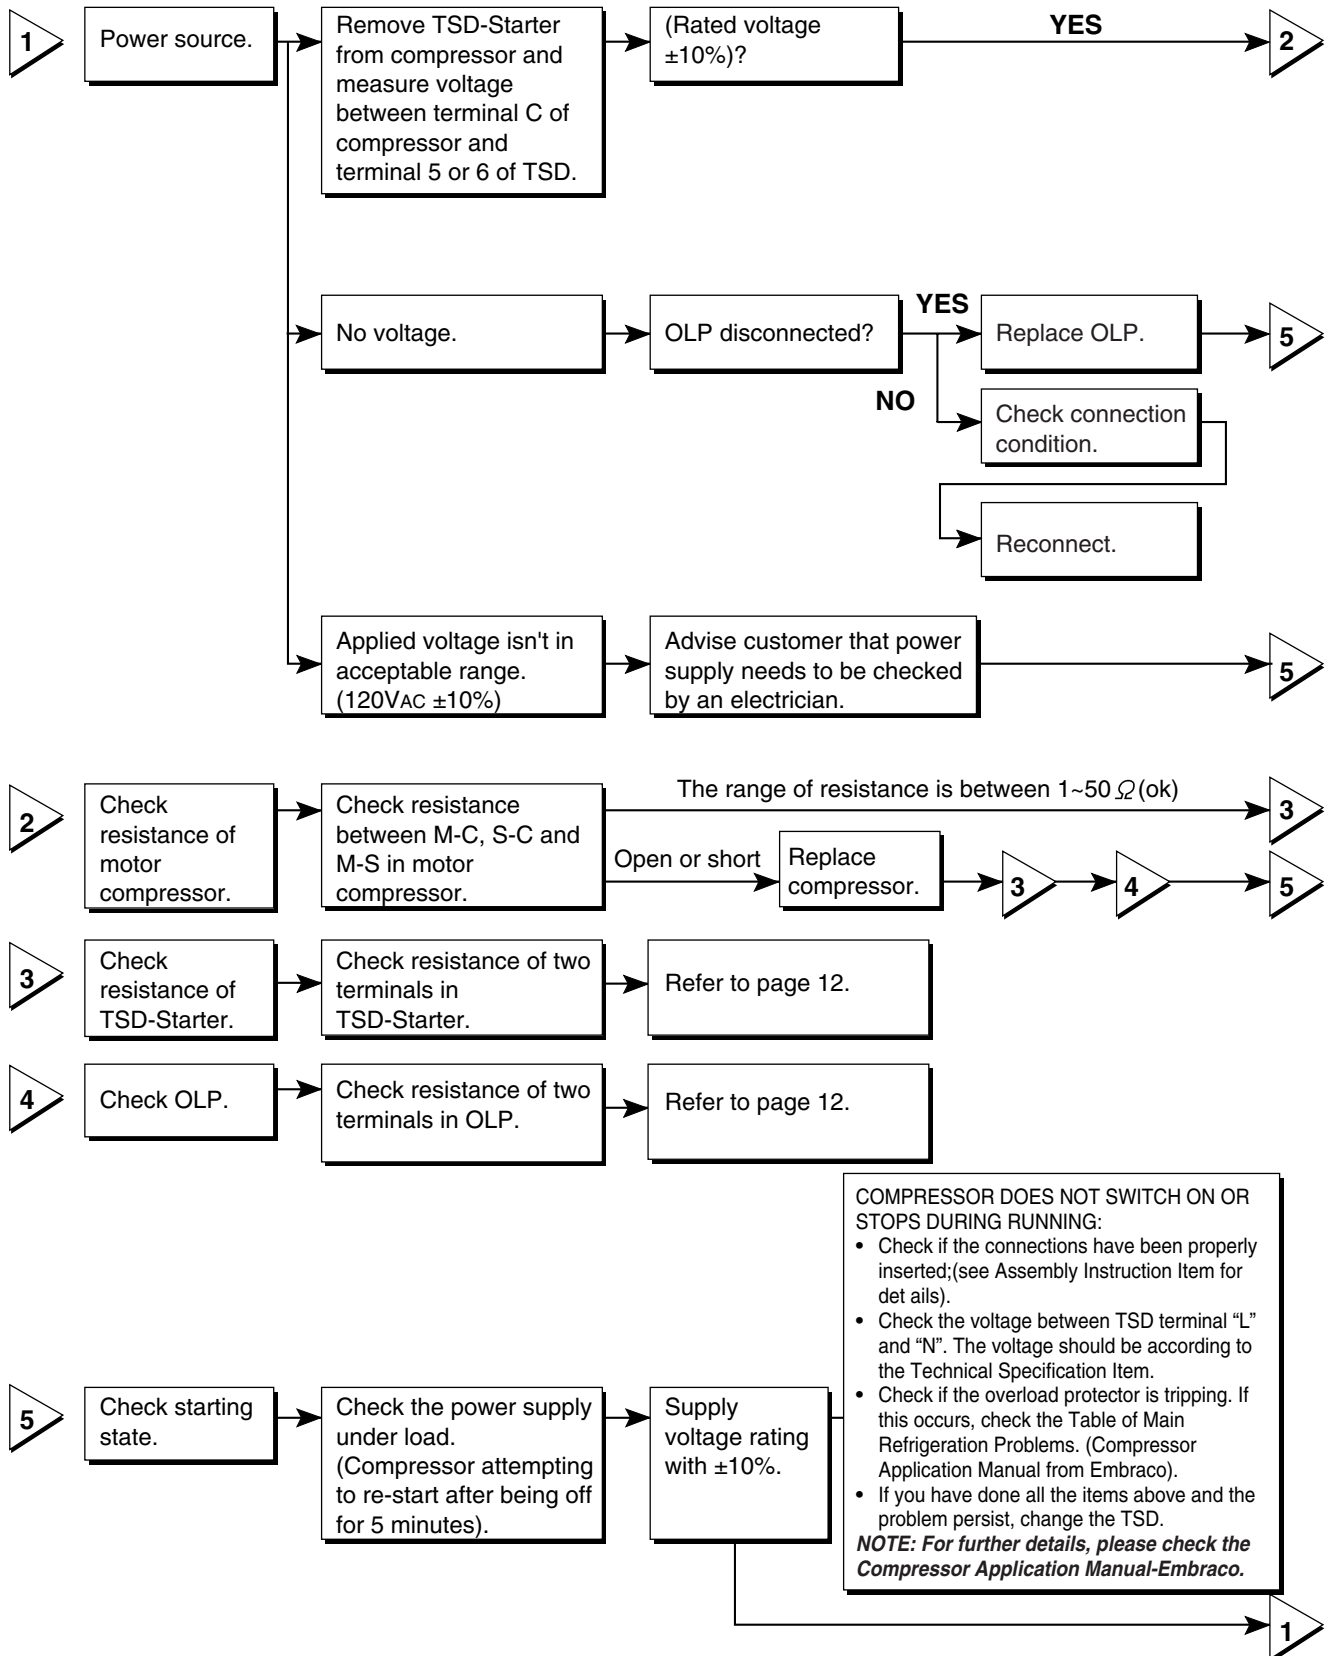 1
Power source.
Remove TSD-Starter
from compressor and
measure voltage
between terminal C of
compressor and
terminal 5 or 6 of TSD.
(Rated voltage
±10%)?
YES
2
No voltage.
OLP disconnected?
YES
Replace OLP.
5
NO
Check connection
condition.
Reconnect.
Applied voltage isn't in
acceptable range.
(120VAC ±10%)
Advise customer that power
supply needs to be checked
by an electrician.
5
2
Check
resistance of
motor
compressor.
Check resistance
between M-C, S-C and
M-S in motor
compressor.
The range of resistance is between 1~50 Ω (ok)
3
Open or short
Replace
compressor.
3
4
5
3
Check
resistance of
TSD-Starter.
Check resistance of two
terminals in
TSD-Starter.
Refer to page 12.
4
Check OLP.
Check resistance of two
terminals in OLP.
Refer to page 12.
5
Check starting
state.
Check the power supply
under load.
(Compressor attempting
to re-start after being off
for 5 minutes).
Supply
voltage rating
with ±10%.
COMPRESSOR DOES NOT SWITCH ON OR
STOPS DURING RUNNING:
• Check if the connections have been properly
inserted;(see Assembly Instruction Item for
det ails).
• Check the voltage between TSD terminal “L”
and “N”. The voltage should be according to
the Technical Specification Item.
• Check if the overload protector is tripping. If
this occurs, check the Table of Main
Refrigeration Problems. (Compressor
Application Manual from Embraco).
• If you have done all the items above and the
problem persist, change the TSD.
NOTE: For further details, please check the
Compressor Application Manual-Embraco.
1